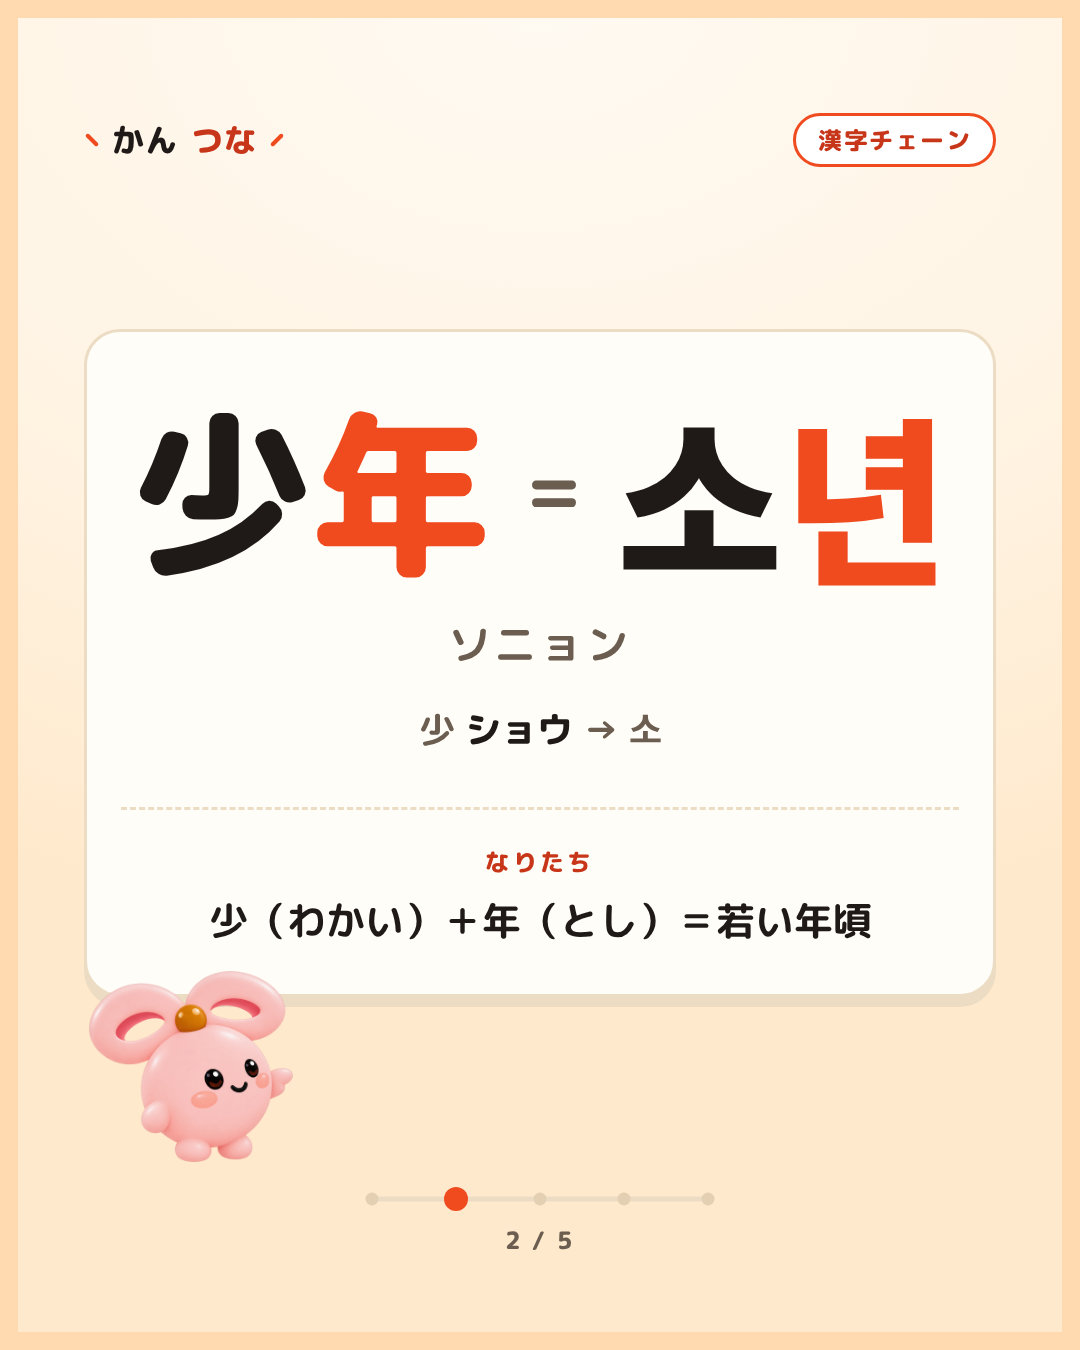 かん つな
漢字チェーン
少年 = 소년
ソニョン
少 ショウ → 소
なりたち
少（わかい）＋年（とし）＝若い年頃
2 / 5